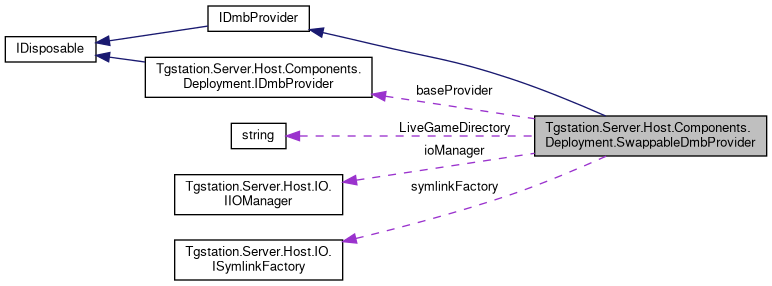 IDmbProvider
IDisposable
Tgstation.Server.Host.Components.
Deployment.IDmbProvider
baseProvider
Tgstation.Server.Host.Components.
Deployment.SwappableDmbProvider
string
LiveGameDirectory
ioManager
Tgstation.Server.Host.IO.
IIOManager
symlinkFactory
Tgstation.Server.Host.IO.
ISymlinkFactory